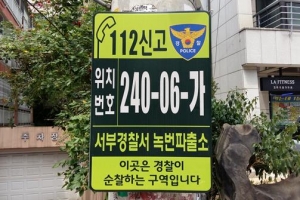 112신고
경찰
POLICE
위치
번호
240-06-가
서부경찰서 녹번파출소
이곳은 경찰이
순찰하는 구역입니다
LA FITNESS
주차장